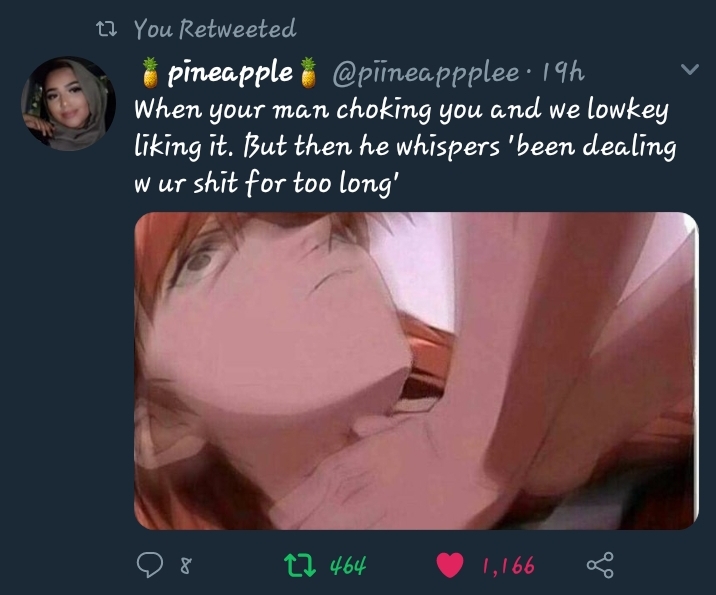 You Retweeted
🍍 pineapple 🍍 @piineappplee · 19h
When your man choking you and we lowkey
liking it. But then he whispers 'been dealing
w ur shit for too long'
8 464 1,166